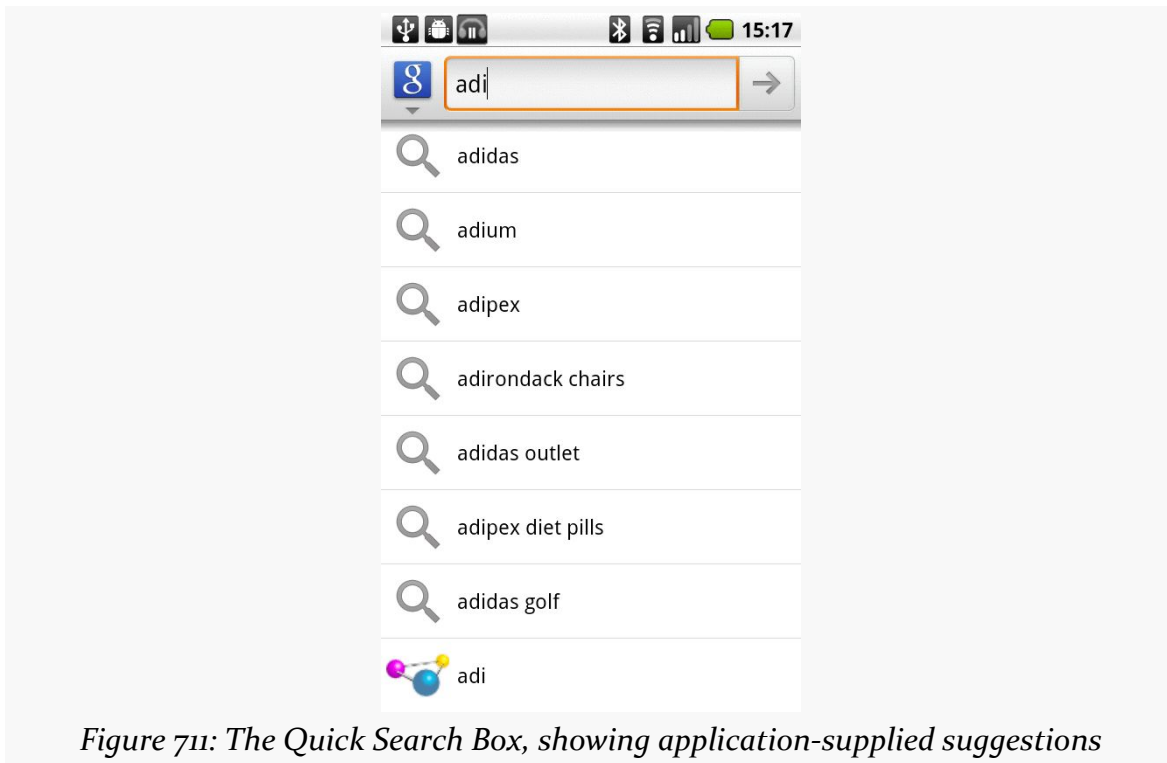 15:17
g
adi
adidas
adium
adipex
adirondack chairs
adidas outlet
adipex diet pills
adidas golf
adi
Figure 711: The Quick Search Box, showing application-supplied suggestions